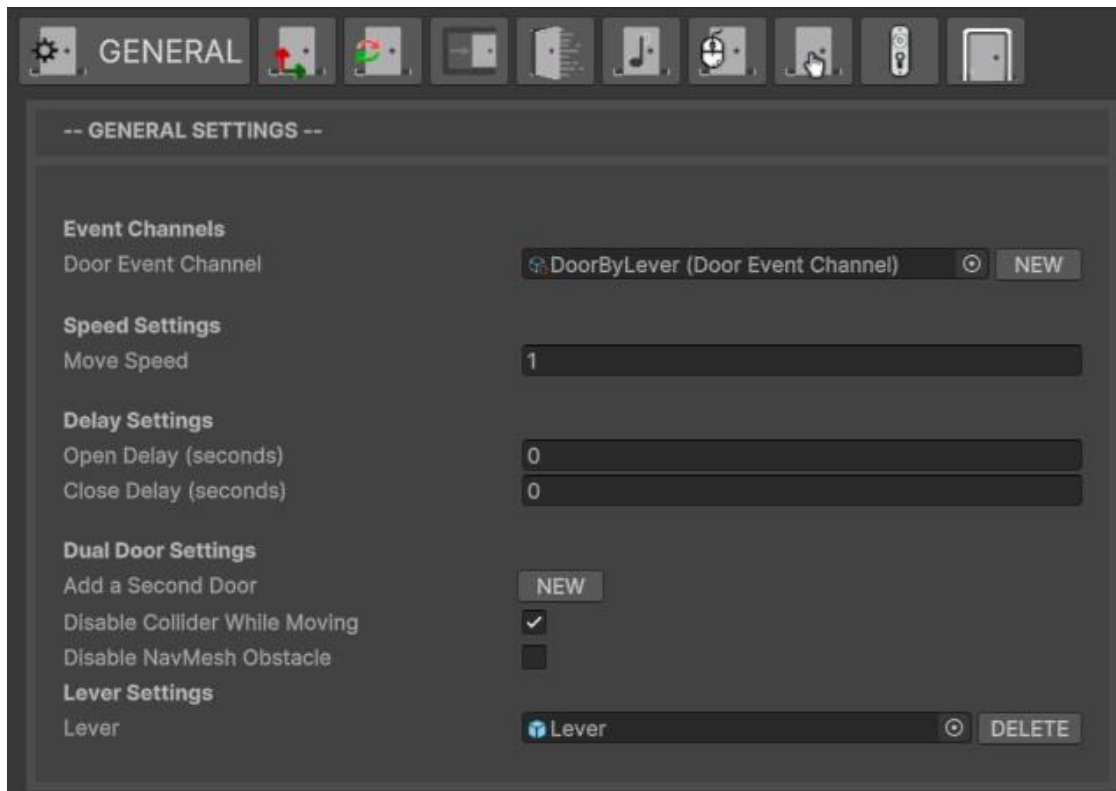 GENERAL
-- GENERAL SETTINGS --
Event Channels
Door Event Channel DoorByLever (Door Event Channel) NEW
Speed Settings
Move Speed 1
Delay Settings
Open Delay (seconds) 0
Close Delay (seconds) 0
Dual Door Settings
Add a Second Door NEW
Disable Collider While Moving
Disable NavMesh Obstacle
Lever Settings
Lever Lever DELETE